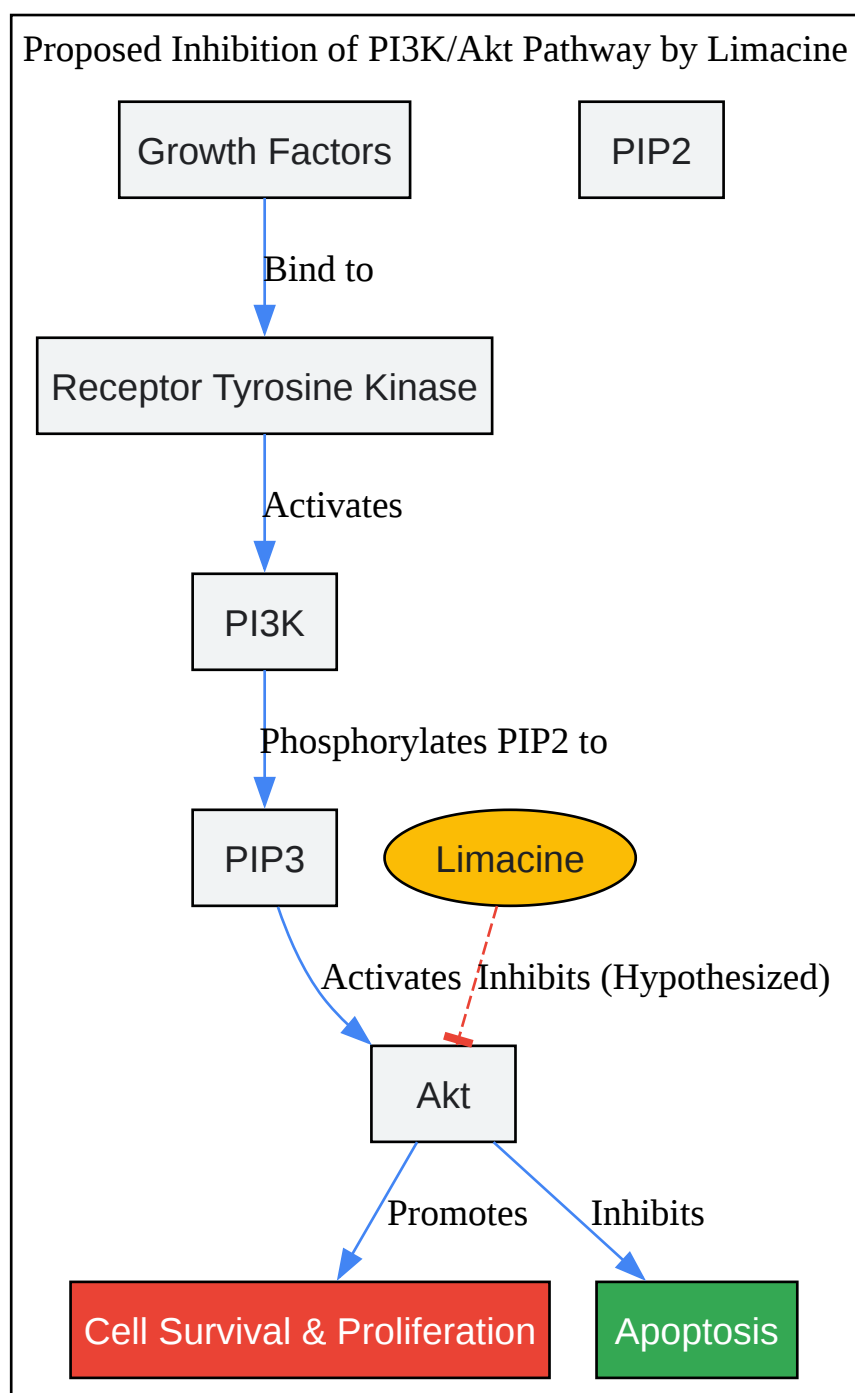 Proposed Inhibition of PI3K/Akt Pathway by Limacine
Growth Factors
PIP2
Bind to
Receptor Tyrosine Kinase
Activates
PI3K
Phosphorylates PIP2 to
PIP3
Limacine
Activates
Inhibits (Hypothesized)
Akt
Promotes
Inhibits
Cell Survival & Proliferation
Apoptosis